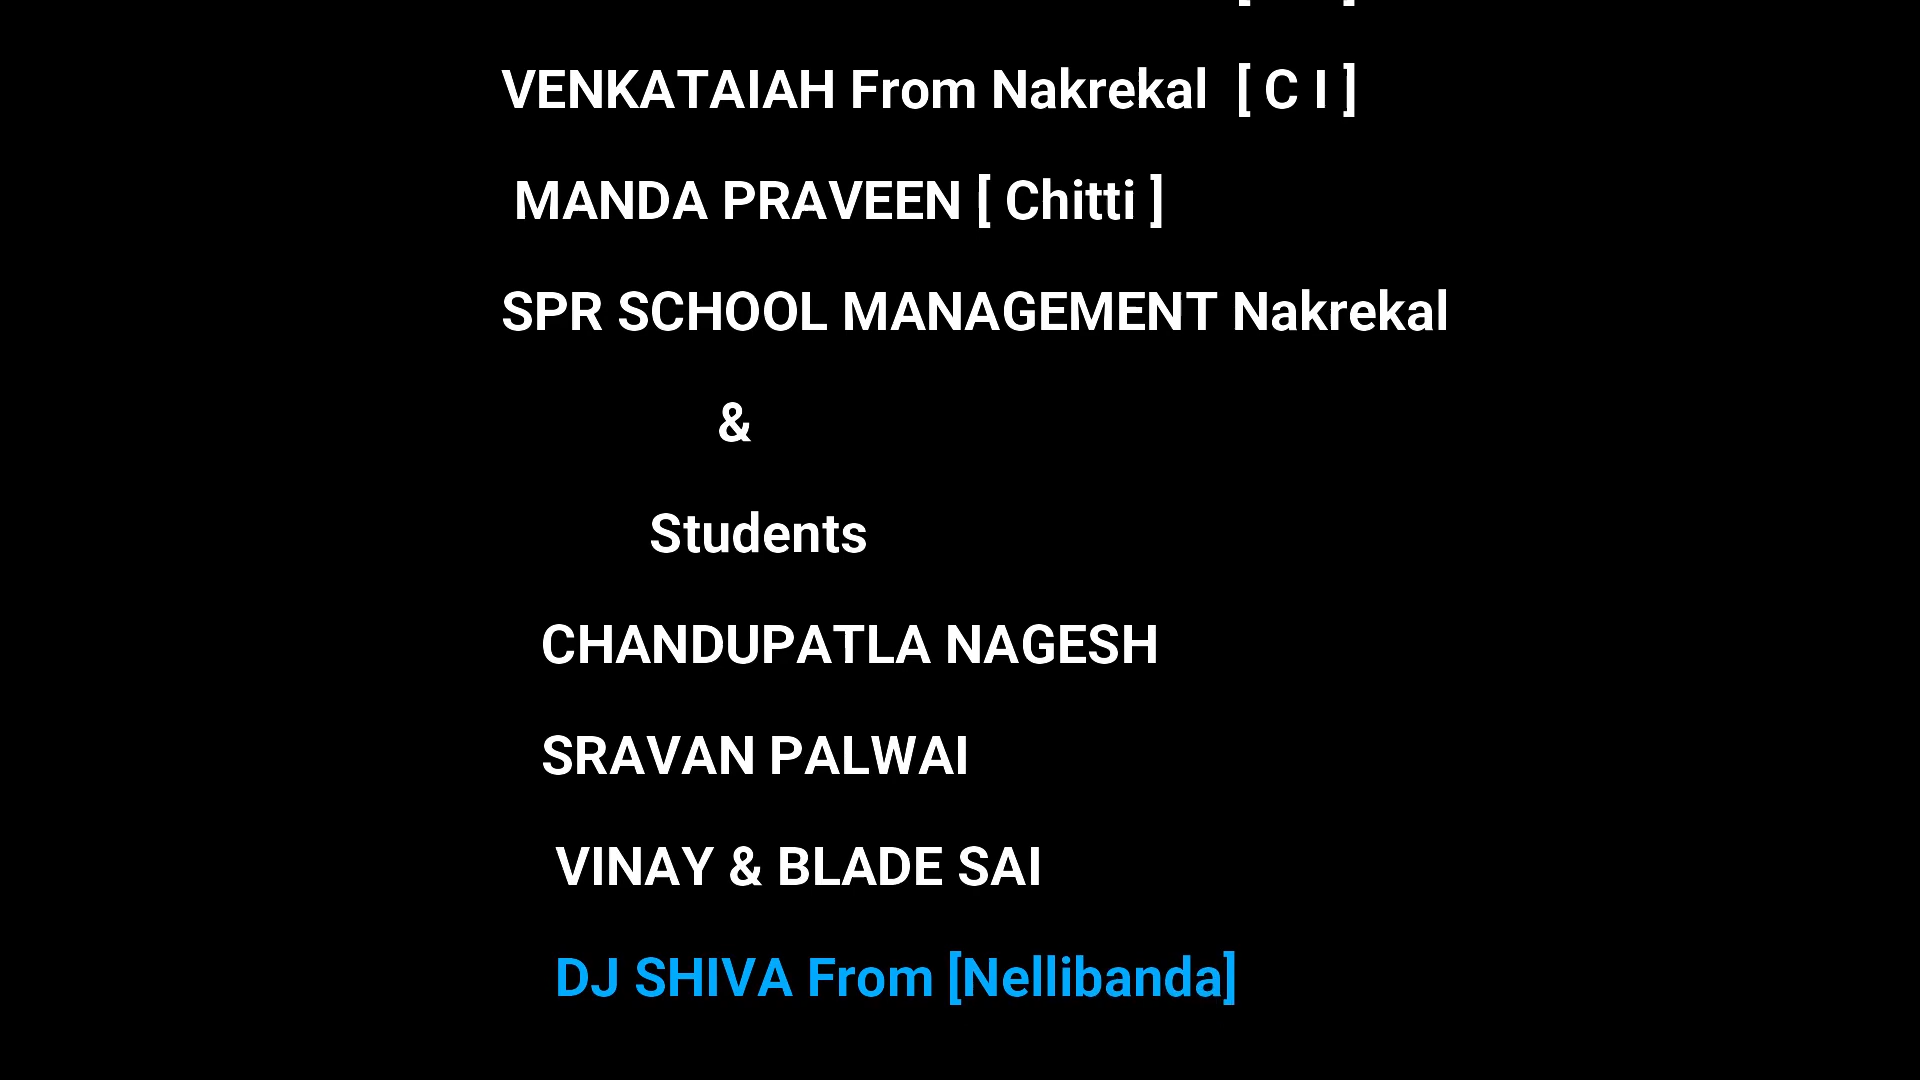 VENKATAIAH From Nakrekal [ C I ]
MANDA PRAVEEN [ Chitti ]
SPR SCHOOL MANAGEMENT Nakrekal
&
Students
CHANDUPATLA NAGESH
SRAVAN PALWAI
VINAY & BLADE SAI
DJ SHIVA From [Nellibanda]